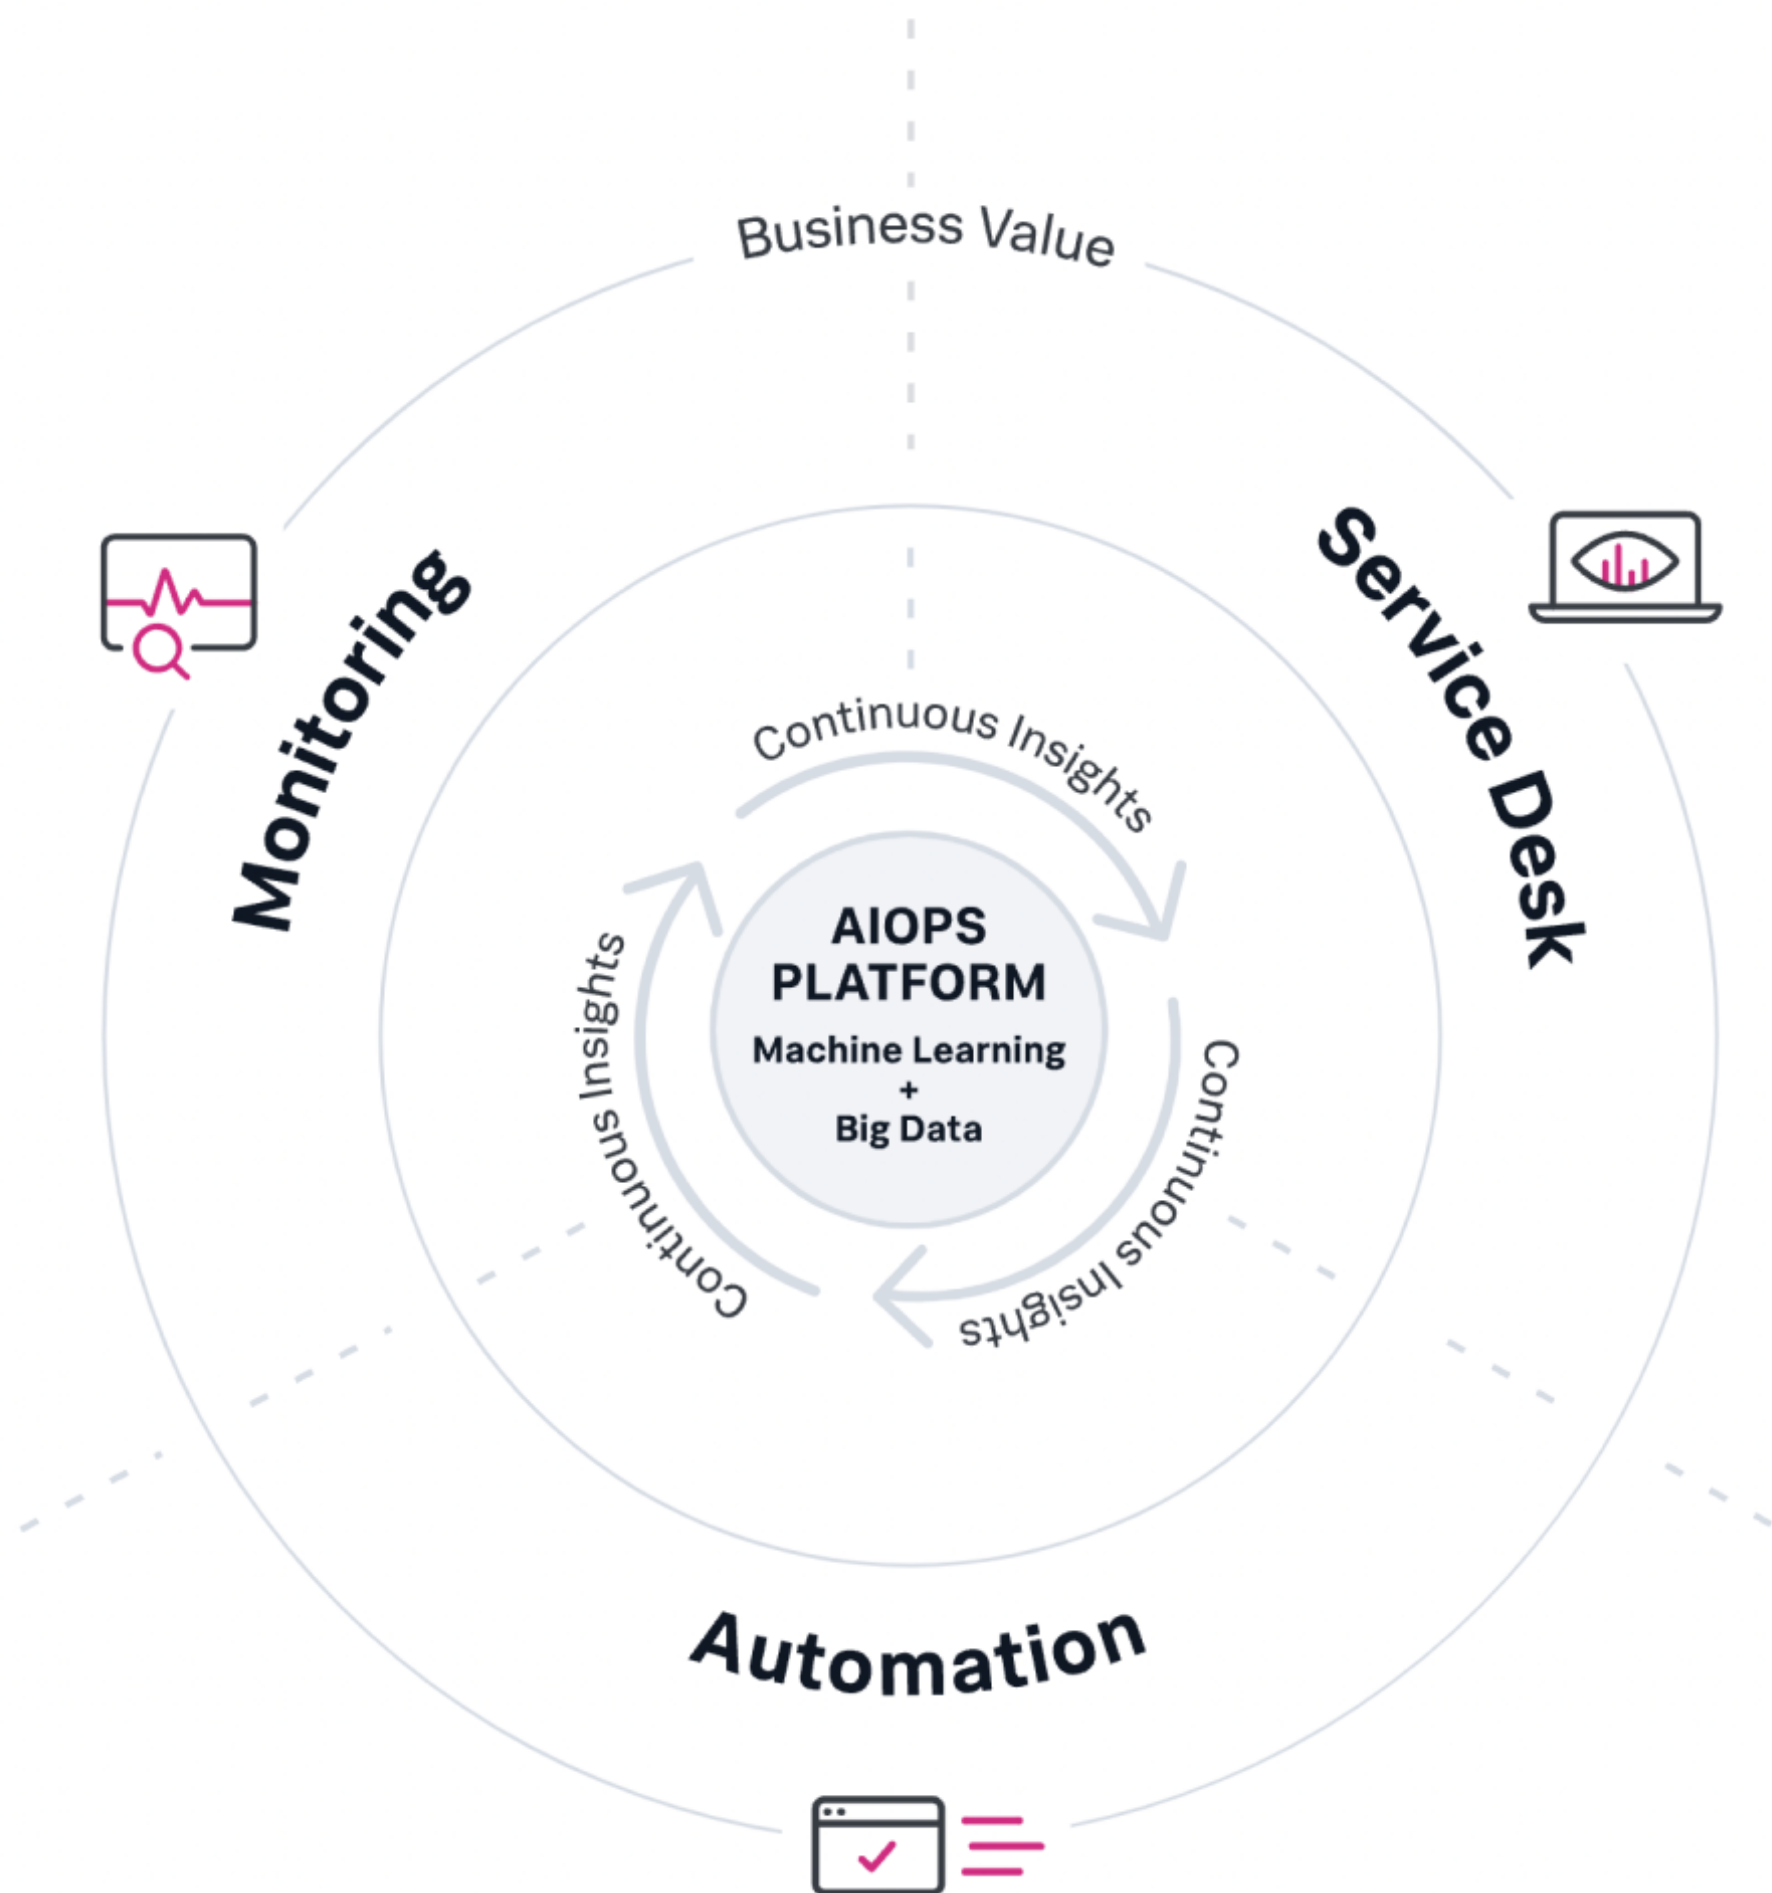 Business Value
Monitoring
Service Desk
Continuous Insights
AIOPS
PLATFORM
Machine Learning
+
Big Data
Continuous Insights
Continuous Insights
Automation